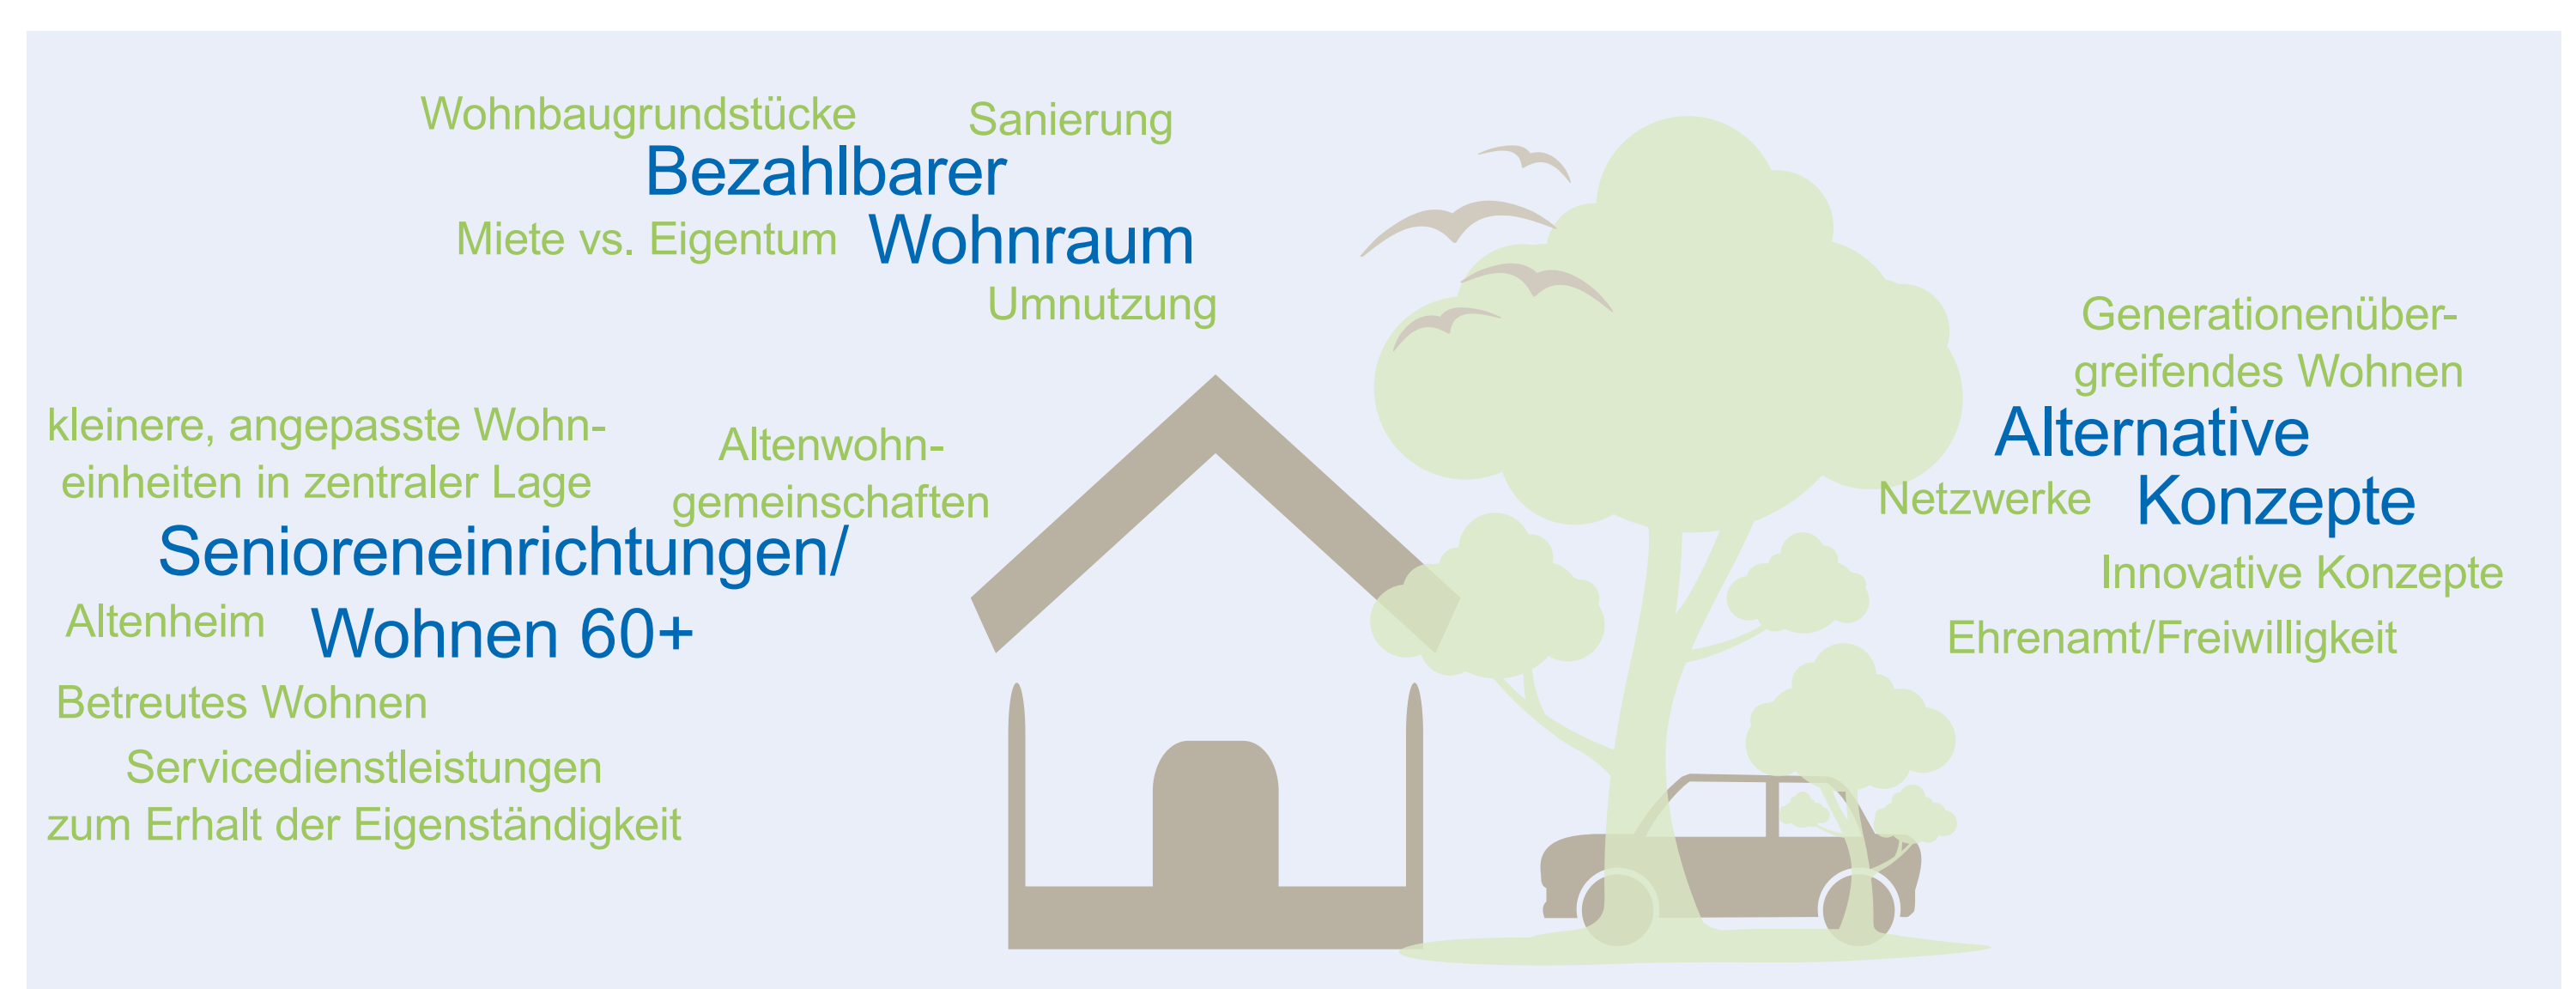 Wohnbaugrundstücke
Sanierung
Bezahlbarer
Miete vs. Eigentum
Wohnraum
Umnutzung
kleinere, angepasste Wohn-
einheiten in zentraler Lage
Altenwohn-
gemeinschaften
Senioreneinrichtungen/
Altenheim
Wohnen 60+
Betreutes Wohnen
Servicedienstleistungen
zum Erhalt der Eigenständigkeit
Generationenüber-
greifendes Wohnen
Alternative
Netzwerke
Konzepte
Innovative Konzepte
Ehrenamt/Freiwilligkeit